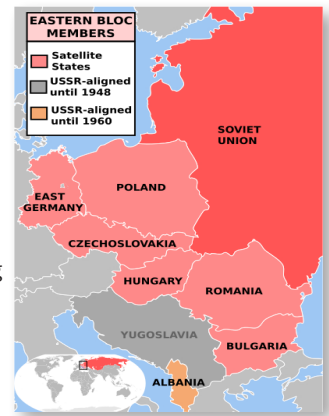 EASTERN BLOC
MEMBERS
Satellite
States
USSR-aligned
until 1948
USSR-aligned
until 1960
SOVIET
UNION
POLAND
EAST
GERMANY
CZECHOSLOVAKIA
HUNGARY
ROMANIA
YUGOSLAVIA
BULGARIA
ALBANIA